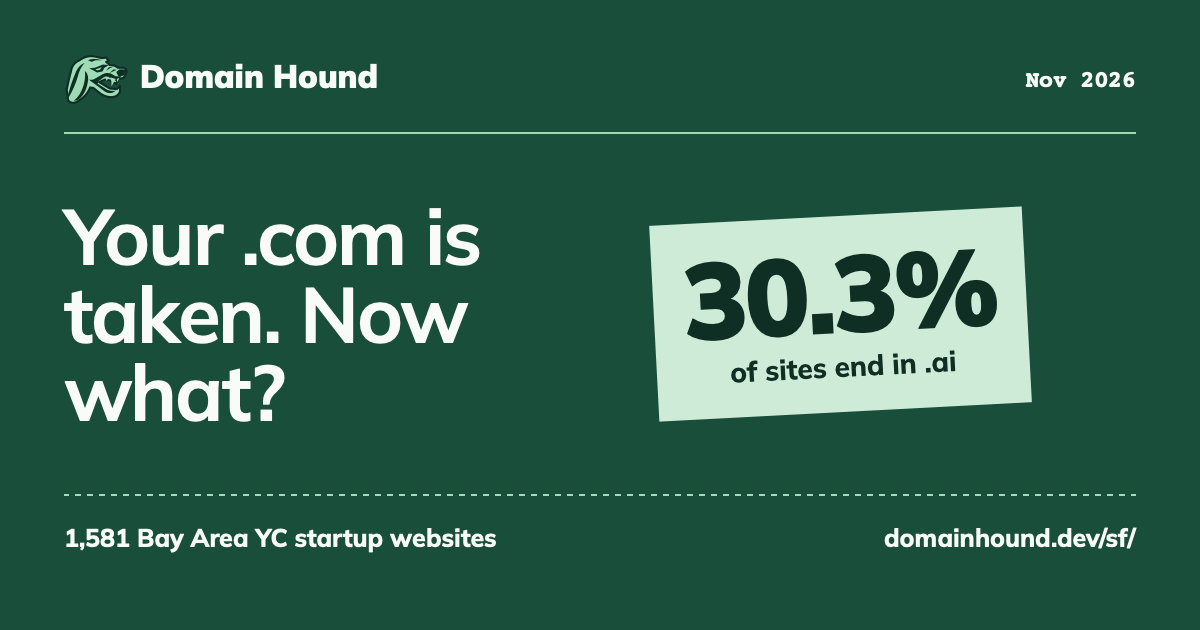 Domain Hound
Nov 2026
Your .com is
taken. Now
what?
30.3%
of sites end in .ai
1,581 Bay Area YC startup websites
domainhound.dev/sf/